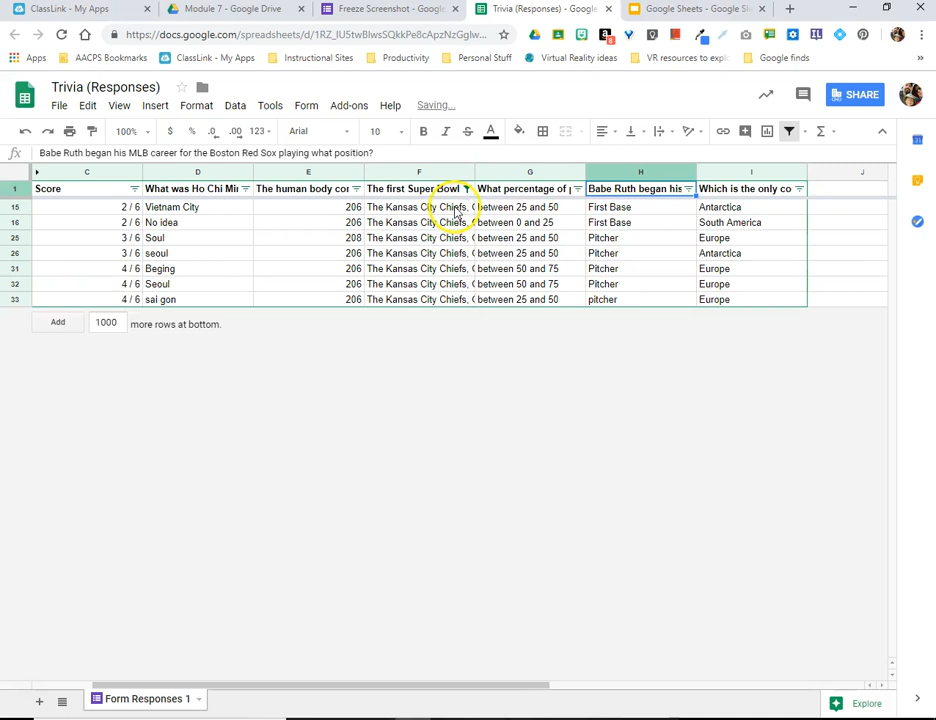 ClassLink - My Apps
Module 7 - Google Drive
Freeze Screenshot - Google
Trivia (Responses) - Google
Google Sheets - Google Sli
https://docs.google.com/spreadsheets/d/
Apps
AACPS Bookmarks
ClassLink - My Apps
Instructional Sites
Productivity
Personal Stuff
Virtual Reality ideas
VR resources to expl
Google finds
Trivia (Responses)
SHARE
File Edit View Insert Format Data Tools Form Add-ons Help Saving...
100% $ % .0 .00 123 Arial 10 B I S A Σ
fx Babe Ruth began his MLB career for the Boston Red Sox playing what position?
C D E F G H I J
1 Score What was Ho Chi Min The human body con The first Super Bowl What percentage of p Babe Ruth began his Which is the only co
15 2 / 6 Vietnam City 206 The Kansas City Chiefs, between 25 and 50 First Base Antarctica
16 2 / 6 No idea 206 The Kansas City Chiefs, between 0 and 25 First Base South America
25 3 / 6 Soul 208 The Kansas City Chiefs, between 25 and 50 Pitcher Europe
26 3 / 6 seoul 206 The Kansas City Chiefs, between 25 and 50 Pitcher Antarctica
31 4 / 6 Beging 206 The Kansas City Chiefs, between 50 and 75 Pitcher Europe
32 4 / 6 Seoul 206 The Kansas City Chiefs, between 50 and 75 Pitcher Europe
33 4 / 6 sai gon 206 The Kansas City Chiefs, between 25 and 50 pitcher Europe
Add 1000 more rows at bottom.
Form Responses 1
Explore